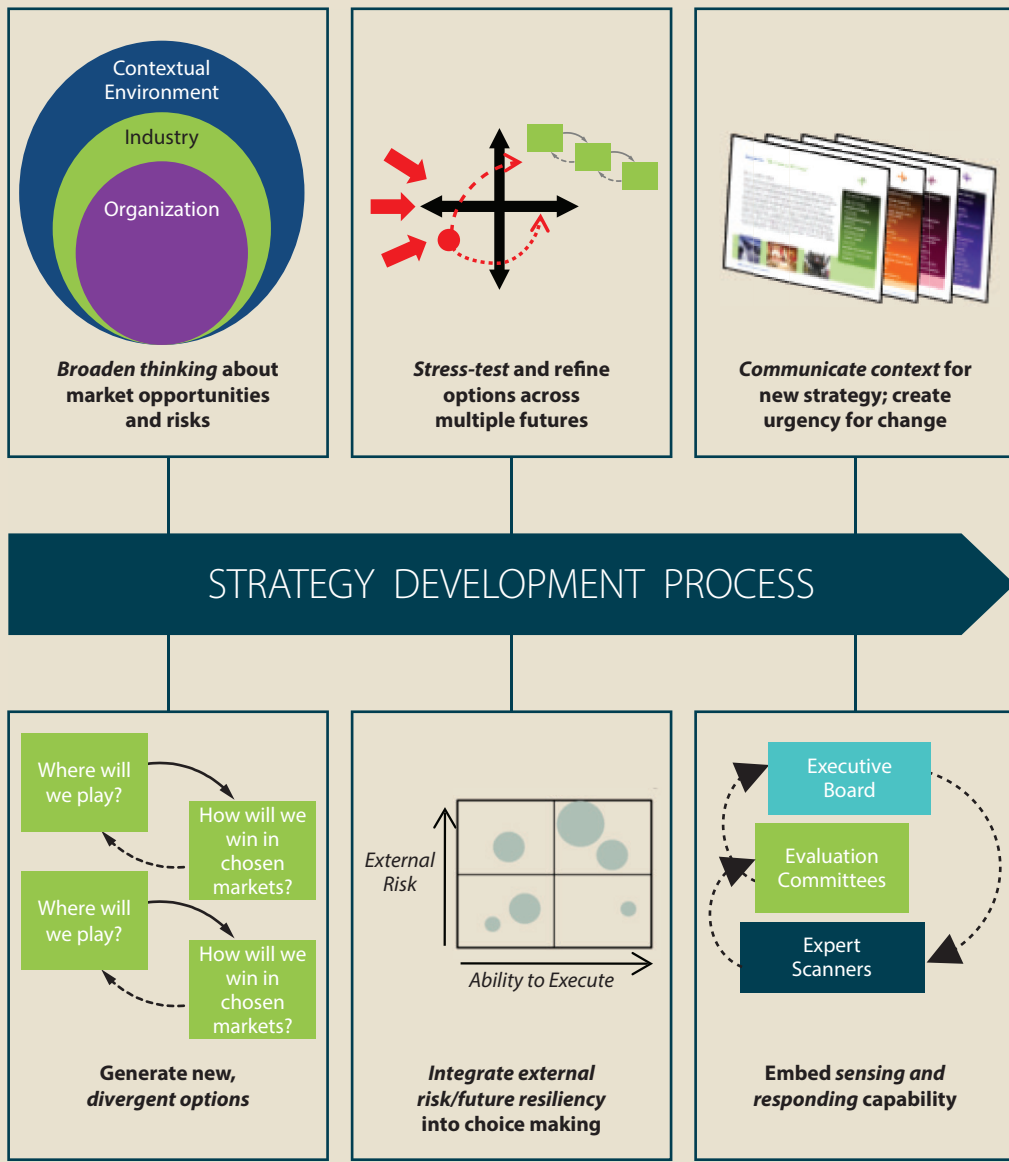 Contextual
Environment
Industry
Organization
Broaden thinking about
market opportunities
and risks
Stress-test and refine
options across
multiple futures
Communicate context for
new strategy; create
urgency for change
STRATEGY DEVELOPMENT PROCESS
Where will
we play?
How will we
win in
chosen
markets?
Where will
we play?
How will we
win in
chosen
markets?
Generate new,
divergent options
External
Risk
Ability to Execute
Integrate external
risk/future resiliency
into choice making
Executive
Board
Evaluation
Committees
Expert
Scanners
Embed sensing and
responding capability